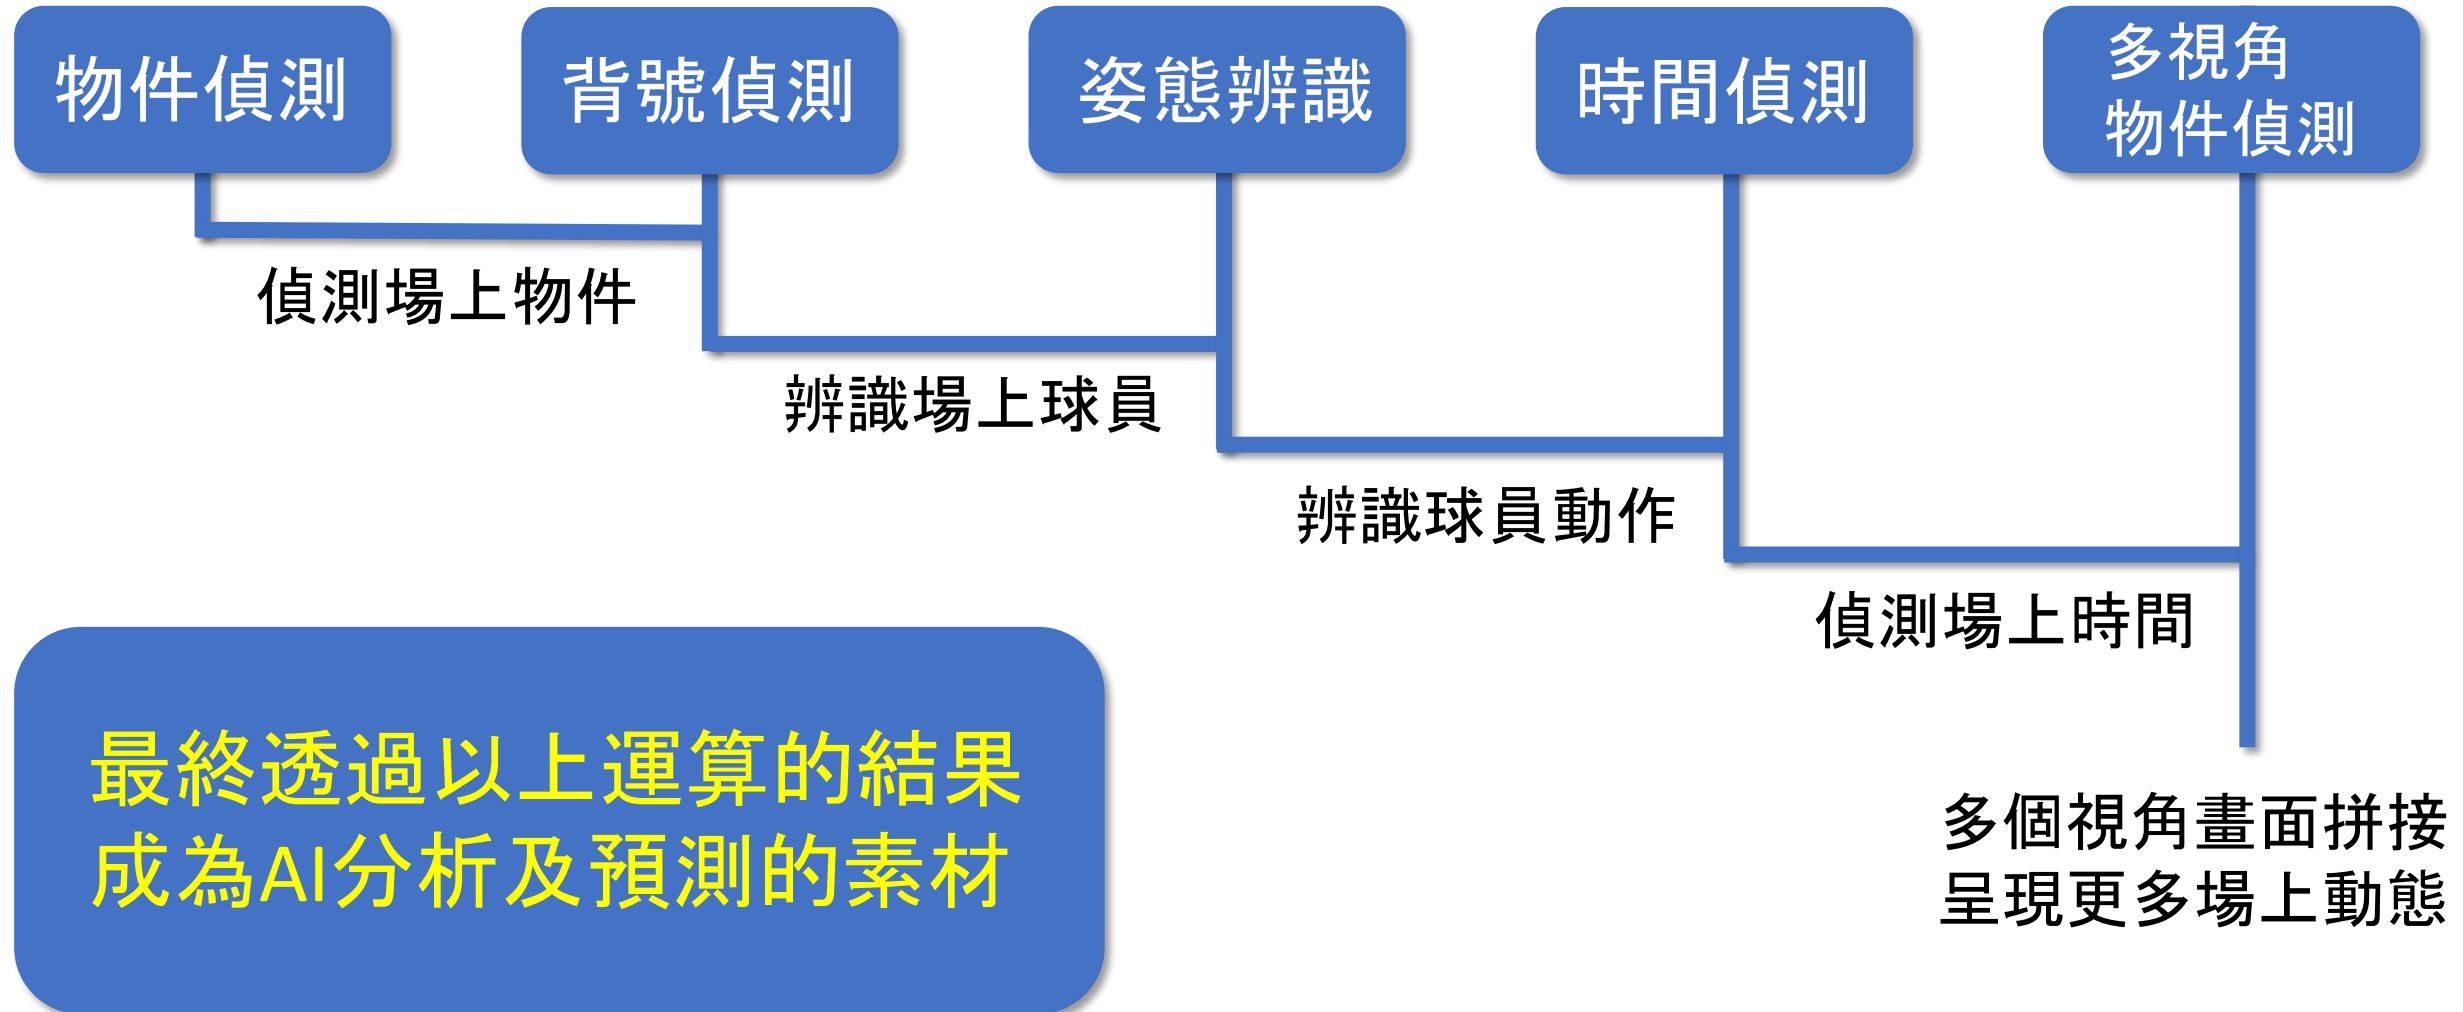 物件偵測
背號偵測
姿態辨識
時間偵測
多視角
物件偵測
偵測場上物件
辨識場上球員
辨識球員動作
偵測場上時間
多個視角畫面拼接
呈現更多場上動態
最終透過以上運算的結果
成為AI分析及預測的素材